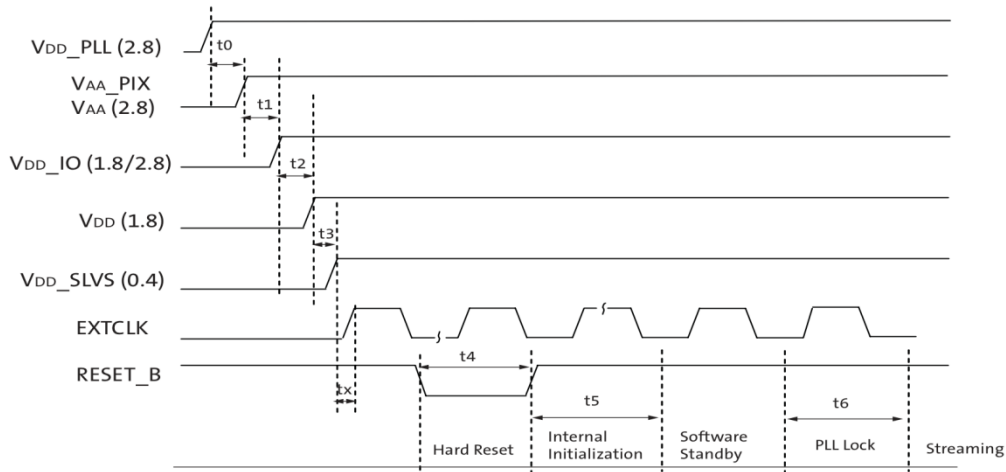 VDD_PLL (2.8)
t0
VAA_PIX
VAA (2.8)
t1
VDD_IO (1.8/2.8)
t2
VDD (1.8)
t3
VDD_SLVS (0.4)
EXTCLK
RESET_B
tx
t4
t5
t6
Hard Reset
Internal
Initialization
Software
Standby
PLL Lock
Streaming